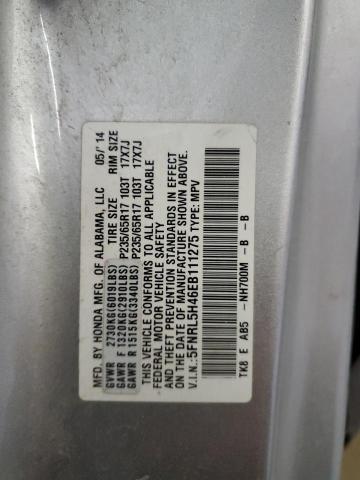 MFD. BY HONDA MFG. OF ALABAMA, LLC 05/'14
GVWR 2730KG(6019LBS) TIRE SIZE RIM SIZE
GAWR F 1320KG(2910LBS) P235/65R17 103T 17X7J
GAWR R 1515KG(3340LBS) P235/65R17 103T 17X7J
THIS VEHICLE CONFORMS TO ALL APPLICABLE
FEDERAL MOTOR VEHICLE SAFETY
AND THEFT PREVENTION STANDARDS IN EFFECT
ON THE DATE OF MANUFACTURE SHOWN ABOVE.
V.I.N.: 5FNRL5H46EB111275 TYPE: MPV
TK8 E AB5 -NH700M - B - B